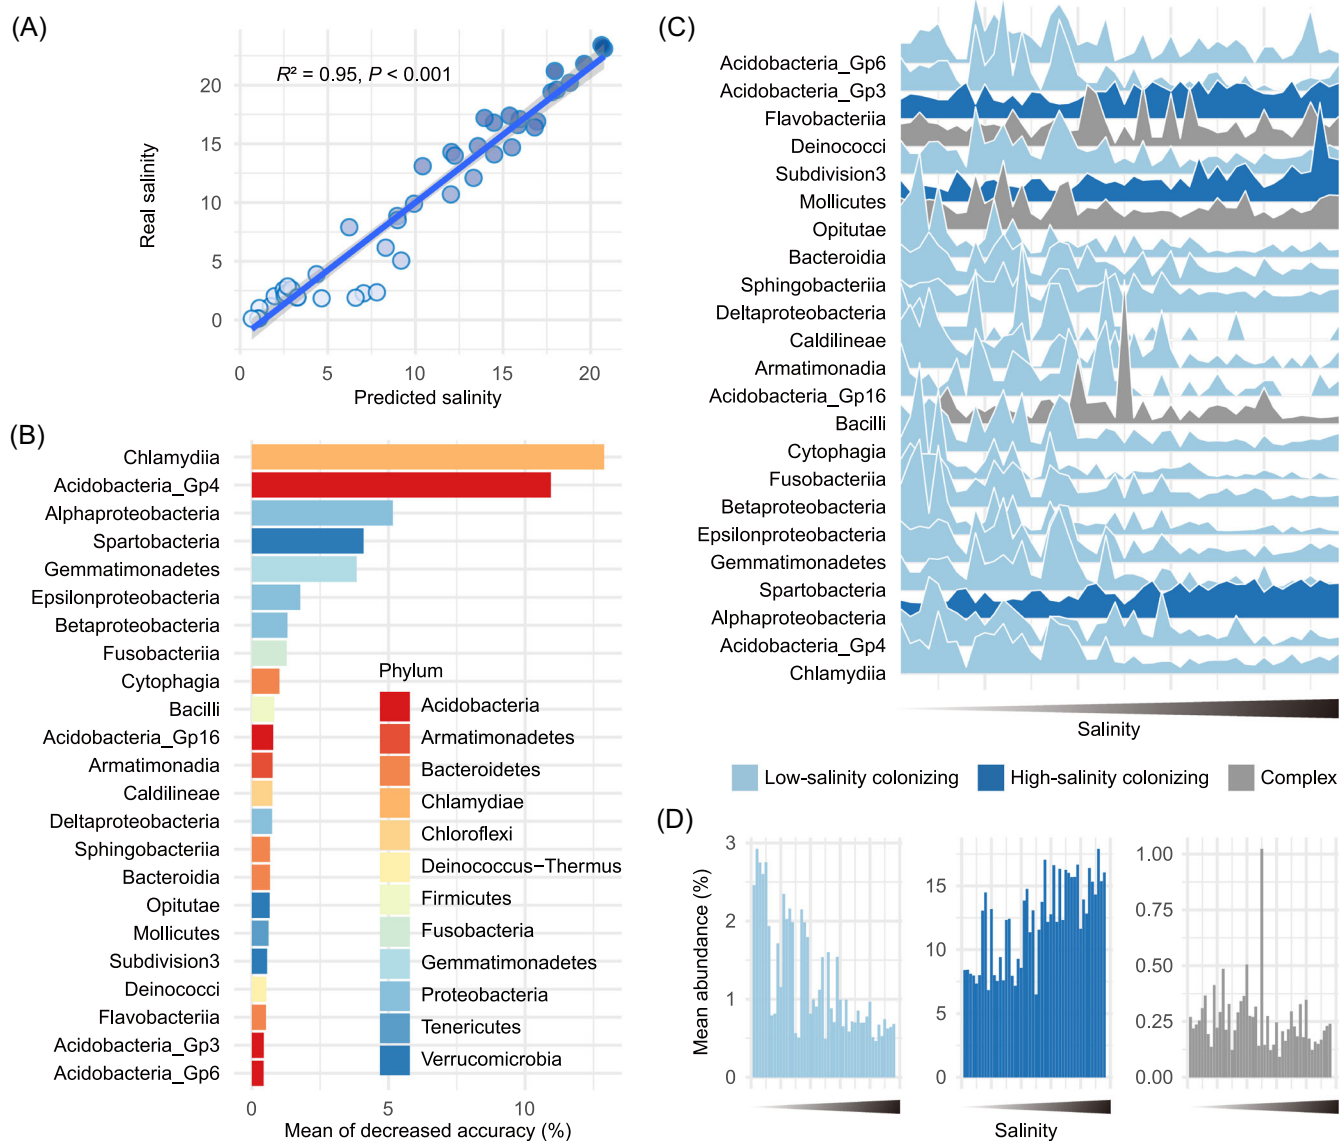 (A)
R² = 0.95, P < 0.001
Real salinity
20
15
10
5
0
0
5
10
15
20
Predicted salinity
(B)
Chlamydiia
Acidobacteria_Gp4
Alphaproteobacteria
Spartobacteria
Gemmatimonadetes
Epsilonproteobacteria
Betaproteobacteria
Fusobacteriia
Cytophagia
Bacilli
Acidobacteria_Gp16
Armatimonadia
Caldilineae
Deltaproteobacteria
Sphingobacteriia
Bacteroidia
Opitutae
Mollicutes
Subdivision3
Deinococci
Flavobacteriia
Acidobacteria_Gp3
Acidobacteria_Gp6
0
5
10
Mean of decreased accuracy (%)
Phylum
Acidobacteria
Armatimonadetes
Bacteroidetes
Chlamydiae
Chloroflexi
Deinococcus−Thermus
Firmicutes
Fusobacteria
Gemmatimonadetes
Proteobacteria
Tenericutes
Verrucomicrobia
(C)
Acidobacteria_Gp6
Acidobacteria_Gp3
Flavobacteriia
Deinococci
Subdivision3
Mollicutes
Opitutae
Bacteroidia
Sphingobacteriia
Deltaproteobacteria
Caldilineae
Armatimonadia
Acidobacteria_Gp16
Bacilli
Cytophagia
Fusobacteriia
Betaproteobacteria
Epsilonproteobacteria
Gemmatimonadetes
Spartobacteria
Alphaproteobacteria
Acidobacteria_Gp4
Chlamydiia
Salinity
Low-salinity colonizing
High-salinity colonizing
Complex
(D)
Mean abundance (%)
3
2
1
0
15
10
5
0
1.00
0.75
0.50
0.25
0.00
Salinity